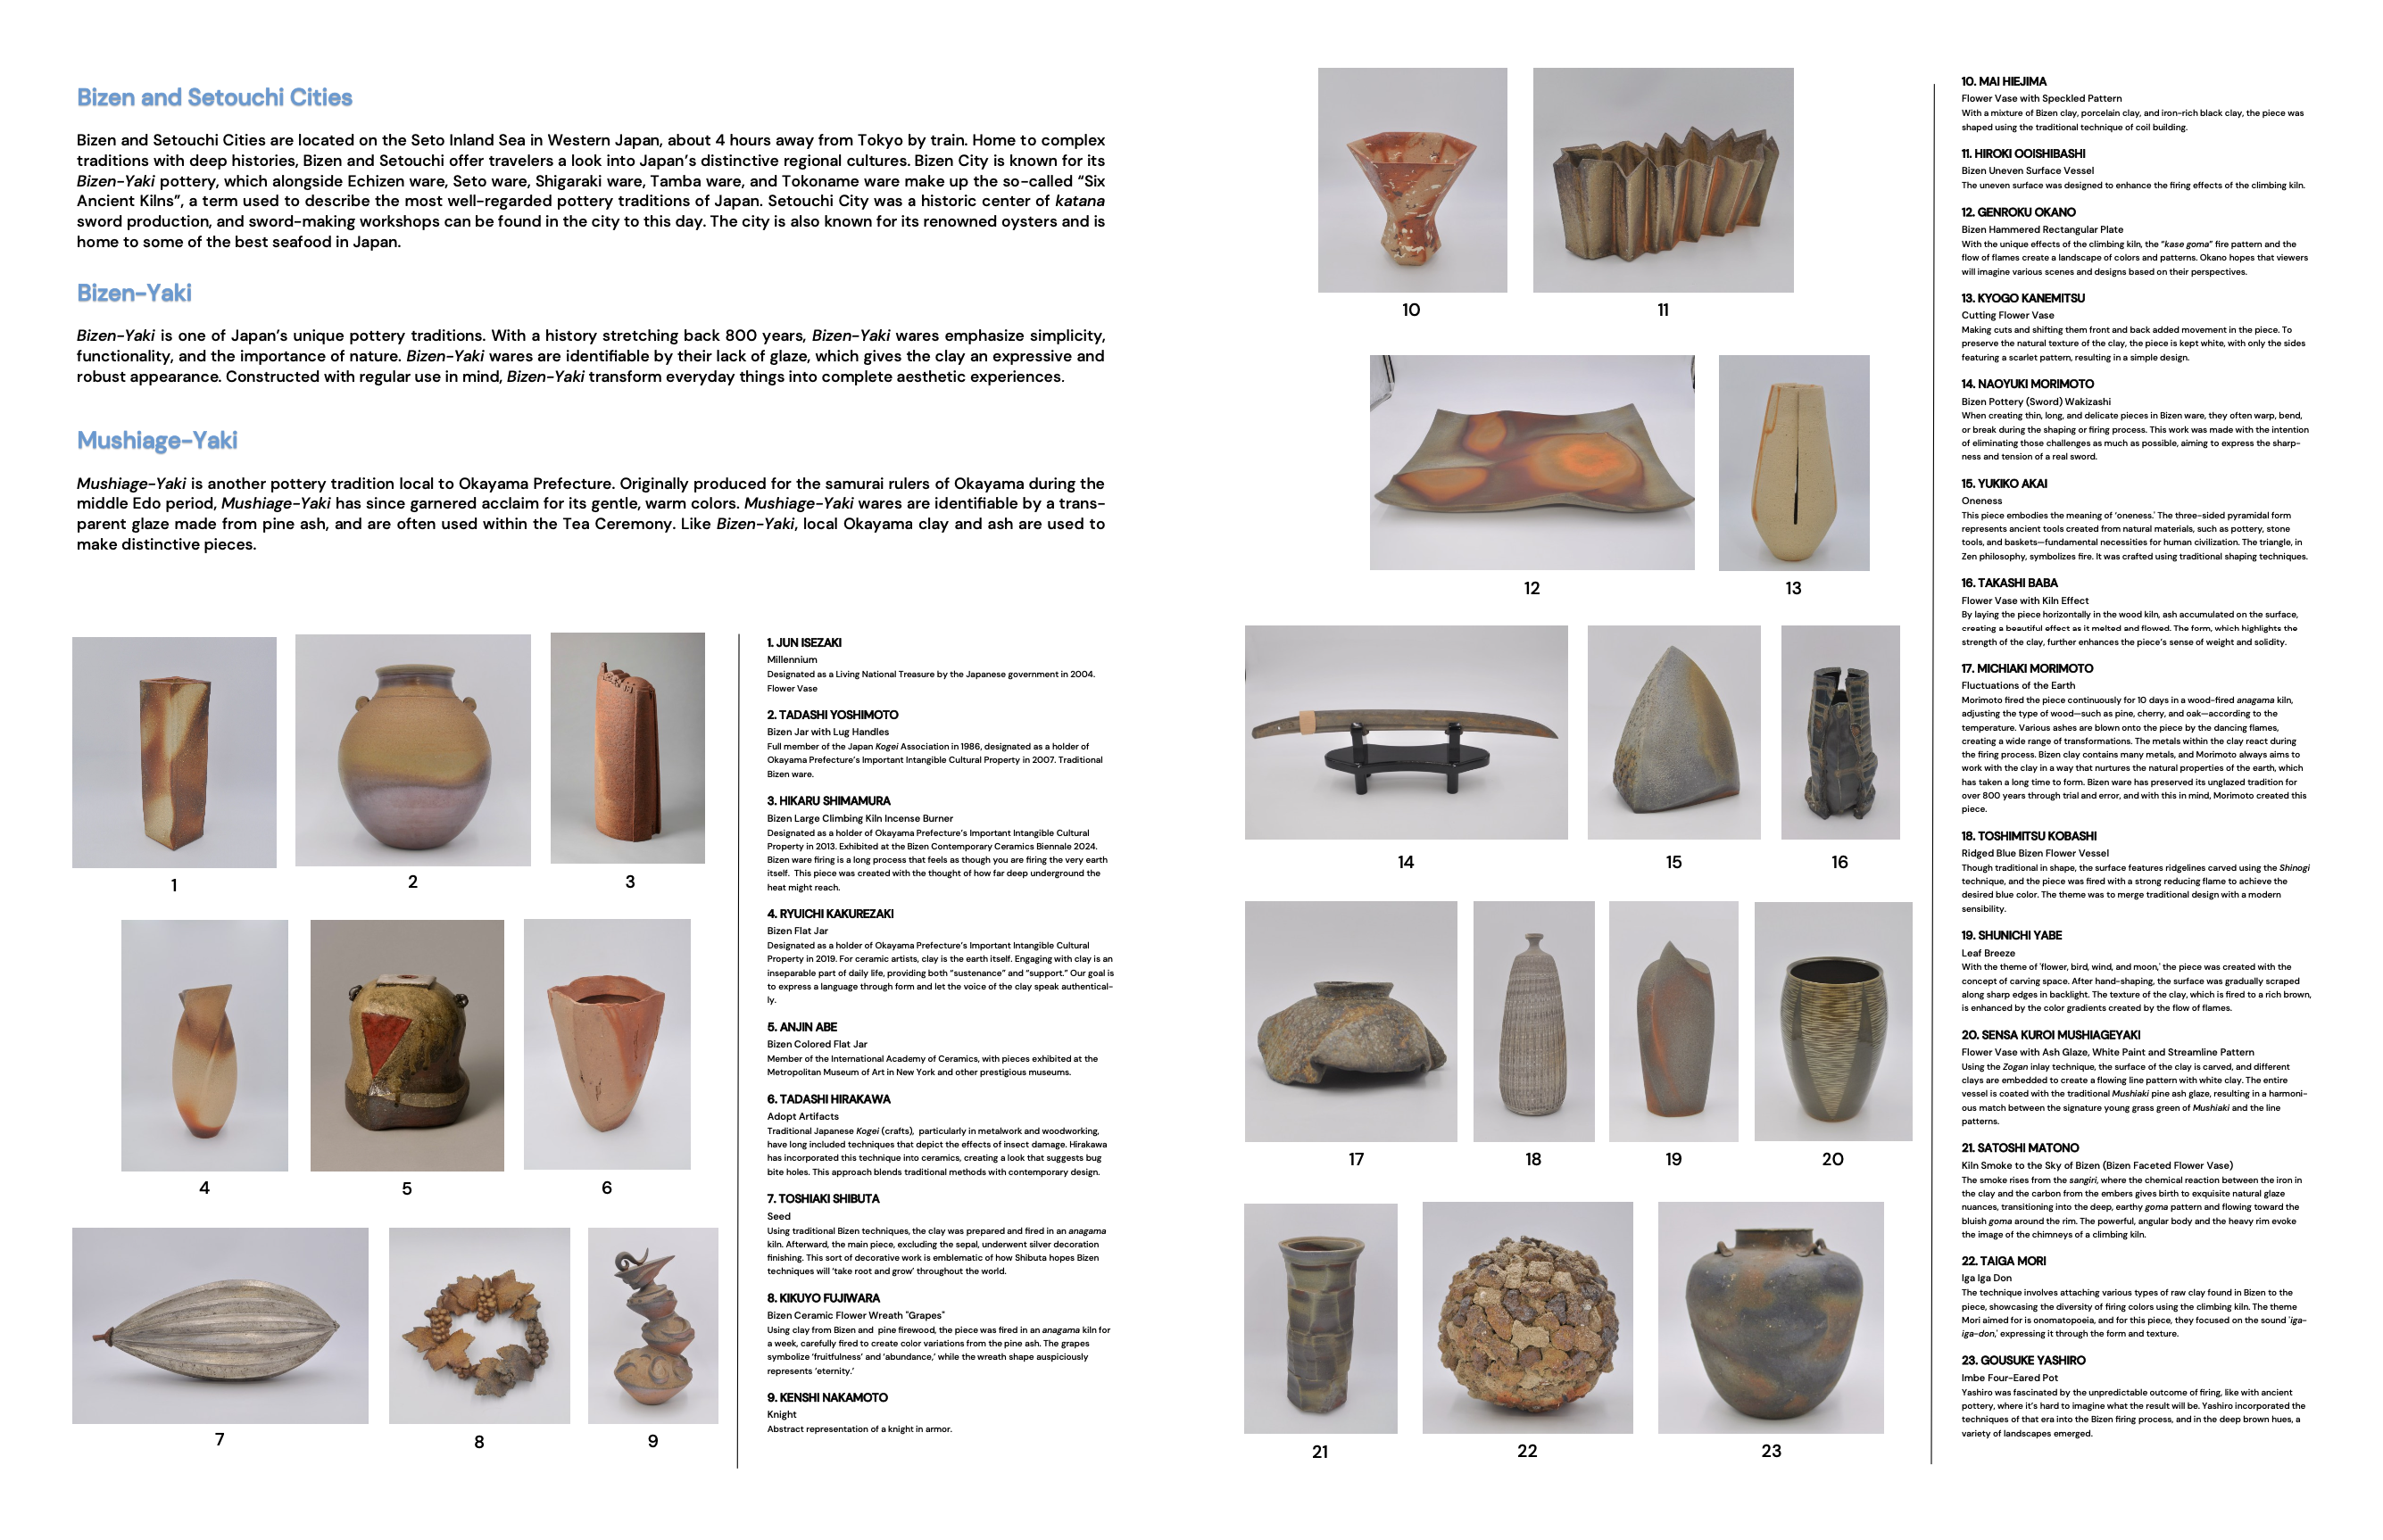 Bizen and Setouchi Cities
Bizen and Setouchi Cities are located on the Seto Inland Sea in Western Japan, about 4 hours away from Tokyo by train. Home to complex
traditions with deep histories, Bizen and Setouchi offer travelers a look into Japan's distinctive regional cultures. Bizen City is known for its
Bizen-Yaki pottery, which alongside Echizen ware, Seto ware, Shigaraki ware, Tamba ware, and Tokoname ware make up the so-called "Six
Ancient Kilns", a term used to describe the most well-regarded pottery traditions of Japan. Setouchi City was a historic center of katana
sword production, and sword-making workshops can be found in the city to this day. The city is also known for its renowned oysters and is
home to some of the best seafood in Japan.
Bizen-Yaki
Bizen-Yaki is one of Japan's unique pottery traditions. With a history stretching back 800 years, Bizen-Yaki wares emphasize simplicity,
functionality, and the importance of nature. Bizen-Yaki wares are identifiable by their lack of glaze, which gives the clay an expressive and
robust appearance. Constructed with regular use in mind, Bizen-Yaki transform everyday things into complete aesthetic experiences.
Mushiage-Yaki
Mushiage-Yaki is another pottery tradition local to Okayama Prefecture. Originally produced for the samurai rulers of Okayama during the
middle Edo period, Mushiage-Yaki has since garnered acclaim for its gentle, warm colors. Mushiage-Yaki wares are identifiable by a trans-
parent glaze made from pine ash, and are often used within the Tea Ceremony. Like Bizen-Yaki, local Okayama clay and ash are used to
make distinctive pieces.
1
2
3
4
5
6
7
8
9
1. JUN ISEZAKI
Millennium
Designated as a Living National Treasure by the Japanese government in 2004.
Flower Vase
2. TADASHI YOSHIMOTO
Bizen Jar with Lug Handles
Full member of the Japan Kogei Association in 1986, designated as a holder of
Okayama Prefecture's Important Intangible Cultural Property in 2007. Traditional
Bizen ware.
3. HIKARU SHIMAMURA
Bizen Large Climbing Kiln Incense Burner
Designated as a holder of Okayama Prefecture's Important Intangible Cultural
Property in 2013. Exhibited at the Bizen Contemporary Ceramics Biennale 2024.
Bizen ware firing is a long process that feels as though you are firing the very earth
itself. This piece was created with the thought of how far deep underground the
heat might reach.
4. RYUICHI KAKUREZAKI
Bizen Flat Jar
Designated as a holder of Okayama Prefecture's Important Intangible Cultural
Property in 2019. For ceramic artists, clay is the earth itself. Engaging with clay is an
inseparable part of daily life, providing both "sustenance" and "support." Our goal is
to express a language through form and let the voice of the clay speak authentical-
ly.
5. ANJIN ABE
Bizen Colored Flat Jar
Member of the International Academy of Ceramics, with pieces exhibited at the
Metropolitan Museum of Art in New York and other prestigious museums.
6. TADASHI HIRAKAWA
Adopt Artifacts
Traditional Japanese Kogei (crafts), particularly in metalwork and woodworking,
have long included techniques that depict the effects of insect damage. Hirakawa
has incorporated this technique into ceramics, creating a look that suggests bug
bite holes. This approach blends traditional methods with contemporary design.
7. TOSHIAKI SHIBUTA
Seed
Using traditional Bizen techniques, the clay was prepared and fired in an anagama
kiln. Afterward, the main piece, excluding the sepal, underwent silver decoration
finishing. This sort of decorative work is emblematic of how Shibuta hopes Bizen
techniques will 'take root and grow' throughout the world.
8. KIKUYO FUJIWARA
Bizen Ceramic Flower Wreath "Grapes"
Using clay from Bizen and pine firewood, the piece was fired in an anagama kiln for
a week, carefully fired to create color variations from the pine ash. The grapes
symbolize 'fruitfulness' and 'abundance,' while the wreath shape auspiciously
represents 'eternity.'
9. KENSHI NAKAMOTO
Knight
Abstract representation of a knight in armor.
10
11
12
13
14
15
16
17
18
19
20
21
22
23
10. MAI HIEJIMA
Flower Vase with Speckled Pattern
With a mixture of Bizen clay, porcelain clay, and iron-rich black clay, the piece was
shaped using the traditional technique of coil building.
11. HIROKI OOISHIBASHI
Bizen Uneven Surface Vessel
The uneven surface was designed to enhance the firing effects of the climbing kiln.
12. GENROKU OKANO
Bizen Hammered Rectangular Plate
With the unique effects of the climbing kiln, the "kase goma" fire pattern and the
flow of flames create a landscape of colors and patterns. Okano hopes that viewers
will imagine various scenes and designs based on their perspectives.
13. KYOGO KANEMITSU
Cutting Flower Vase
Making cuts and shifting them front and back added movement in the piece. To
preserve the natural texture of the clay, the piece is kept white, with only the sides
featuring a scarlet pattern, resulting in a simple design.
14. NAOYUKI MORIMOTO
Bizen Pottery (Sword) Wakizashi
When creating thin, long, and delicate pieces in Bizen ware, they often warp, bend,
or break during the shaping or firing process. This work was made with the intention
of eliminating those challenges as much as possible, aiming to express the sharp-
ness and tension of a real sword.
15. YUKIKO AKAI
Oneness
This piece embodies the meaning of 'oneness.' The three-sided pyramidal form
represents ancient tools created from natural materials, such as pottery, stone
tools, and baskets—fundamental necessities for human civilization. The triangle, in
Zen philosophy, symbolizes fire. It was crafted using traditional shaping techniques.
16. TAKASHI BABA
Flower Vase with Kiln Effect
By laying the piece horizontally in the wood kiln, ash accumulated on the surface,
creating a beautiful effect as it melted and flowed. The form, which highlights the
strength of the clay, further enhances the piece's sense of weight and solidity.
17. MICHIAKI MORIMOTO
Fluctuations of the Earth
Morimoto fired the piece continuously for 10 days in a wood-fired anagama kiln,
adjusting the type of wood—such as pine, cherry, and oak—according to the
temperature. Various ashes are blown onto the piece by the dancing flames,
creating a wide range of transformations. The metals within the clay react during
the firing process. Bizen clay contains many metals, and Morimoto always aims to
work with the clay in a way that nurtures the natural properties of the earth, which
has taken a long time to form. Bizen ware has preserved its unglazed tradition for
over 800 years through trial and error, and with this in mind, Morimoto created this
piece.
18. TOSHIMITSU KOBASHI
Ridged Blue Bizen Flower Vessel
Though traditional in shape, the surface features ridgelines carved using the Shinogi
technique, and the piece was fired with a strong reducing flame to achieve the
desired blue color. The theme was to merge traditional design with a modern
sensibility.
19. SHUNICHI YABE
Leaf Breeze
With the theme of 'flower, bird, wind, and moon,' the piece was created with the
concept of carving space. After hand-shaping, the surface was gradually scraped
along sharp edges in backlight. The texture of the clay, which is fired to a rich brown,
is enhanced by the color gradients created by the flow of flames.
20. SENSA KUROI MUSHIAGEYAKI
Flower Vase with Ash Glaze, White Paint and Streamline Pattern
Using the Zogan inlay technique, the surface of the clay is carved, and different
clays are embedded to create a flowing line pattern with white clay. The entire
vessel is coated with the traditional Mushiaki pine ash glaze, resulting in a harmoni-
ous match between the signature young grass green of Mushiaki and the line
patterns.
21. SATOSHI MATONO
Kiln Smoke to the Sky of Bizen (Bizen Faceted Flower Vase)
The smoke rises from the sangiri, where the chemical reaction between the iron in
the clay and the carbon from the embers gives birth to exquisite natural glaze
nuances, transitioning into the deep, earthy goma pattern and flowing toward the
bluish goma around the rim. The powerful, angular body and the heavy rim evoke
the image of the chimneys of a climbing kiln.
22. TAIGA MORI
Iga Iga Don
The technique involves attaching various types of raw clay found in Bizen to the
piece, showcasing the diversity of firing colors using the climbing kiln. The theme
Mori aimed for is onomatopoeia, and for this piece, they focused on the sound 'iga-
iga-don,' expressing it through the form and texture.
23. GOUSUKE YASHIRO
Imbe Four-Eared Pot
Yashiro was fascinated by the unpredictable outcome of firing, like with ancient
pottery, where it's hard to imagine what the result will be. Yashiro incorporated the
techniques of that era into the Bizen firing process, and in the deep brown hues, a
variety of landscapes emerged.